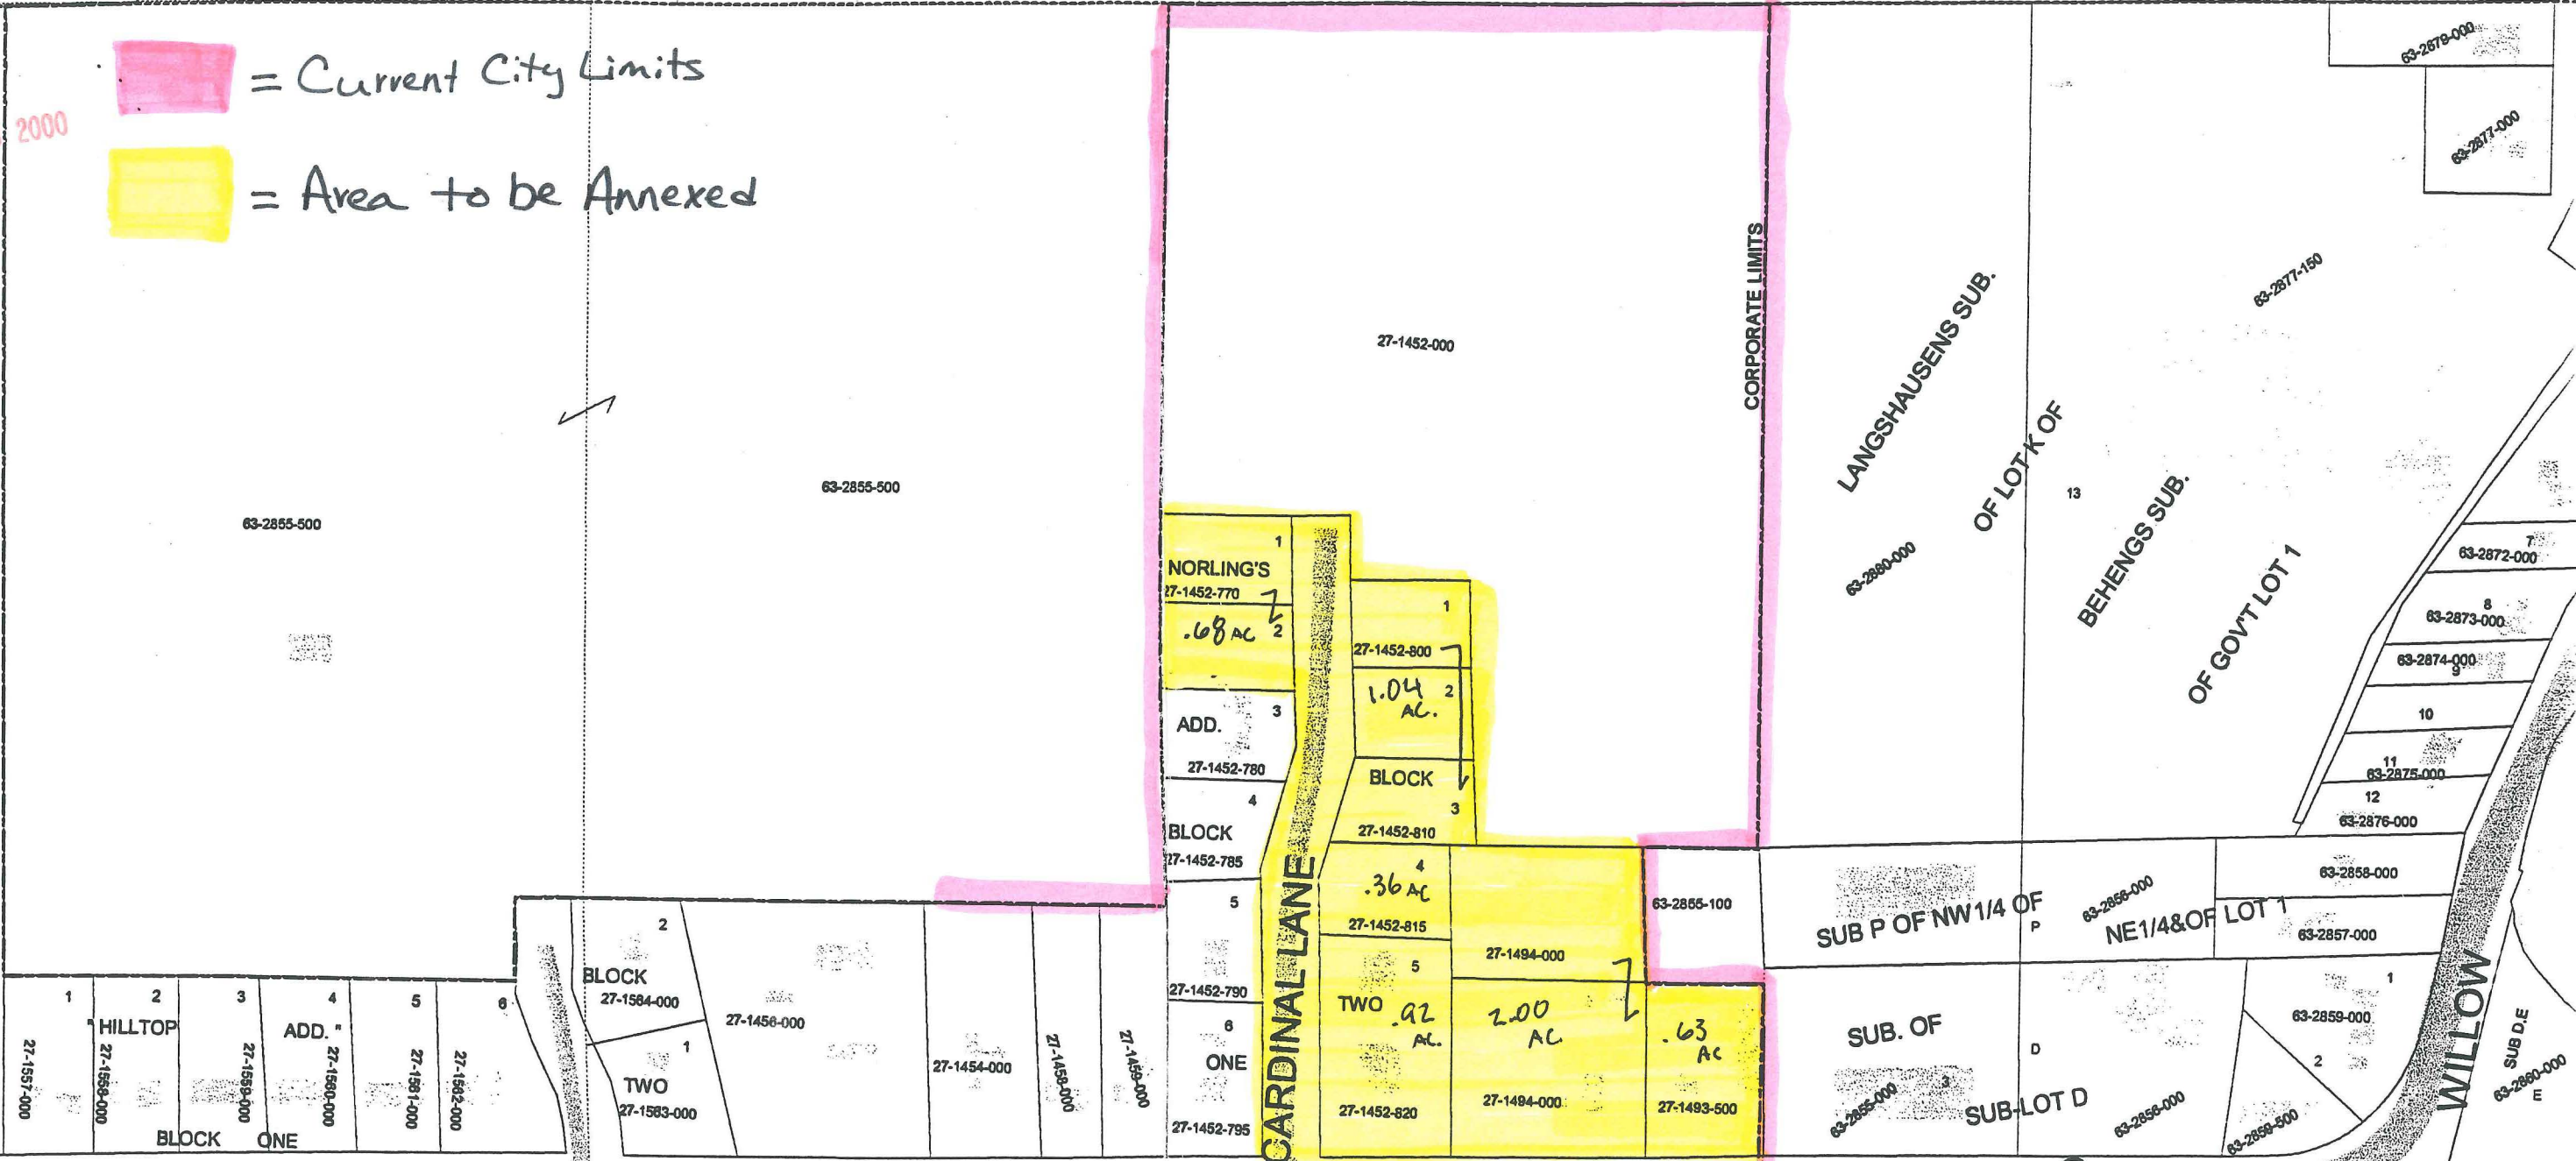 = Current City Limits
2000
= Area to be Annexed
63-2879-000
63-2877-000
CORPORATE LIMITS
27-1452-000
63-2877-150
LANGSHAUSENS SUB.
OF LOT K OF
13
BEHENGS SUB.
OF GOV'T LOT 1
63-2880-000
63-2855-500
63-2855-500
1
NORLING'S
27-1452-770
.68 AC 2
ADD.
3
27-1452-780
4
BLOCK
27-1452-785
5
27-1452-790
6
ONE
27-1452-795
CARDINAL LANE
1
27-1452-800
1.04 2
AC.
BLOCK
3
27-1452-810
4
.36 AC
27-1452-815
5
TWO .92
AC.
27-1452-820
27-1494-000
2.00
AC.
27-1494-000
.63
AC
27-1493-500
63-2855-100
7
63-2872-000
8
63-2873-000
63-2874-000
9
10
11
63-2875-000
12
63-2876-000
63-2858-000
63-2857-000
SUB P OF NW1/4 OF
P
63-2856-000
NE1/4&OF LOT 1
SUB. OF
D
SUB-LOT D
63-2855-000
3
63-2856-000
1
63-2859-000
2
63-2859-500
WILLOW
SUB D,E
63-2860-000
E
1
2
3
4
5
6
" HILLTOP
ADD. "
27-1557-000
27-1558-000
27-1559-000
27-1560-000
27-1561-000
27-1562-000
BLOCK ONE
2
BLOCK
27-1564-000
1
TWO
27-1563-000
27-1456-000
27-1454-000
27-1458-000
27-1459-000